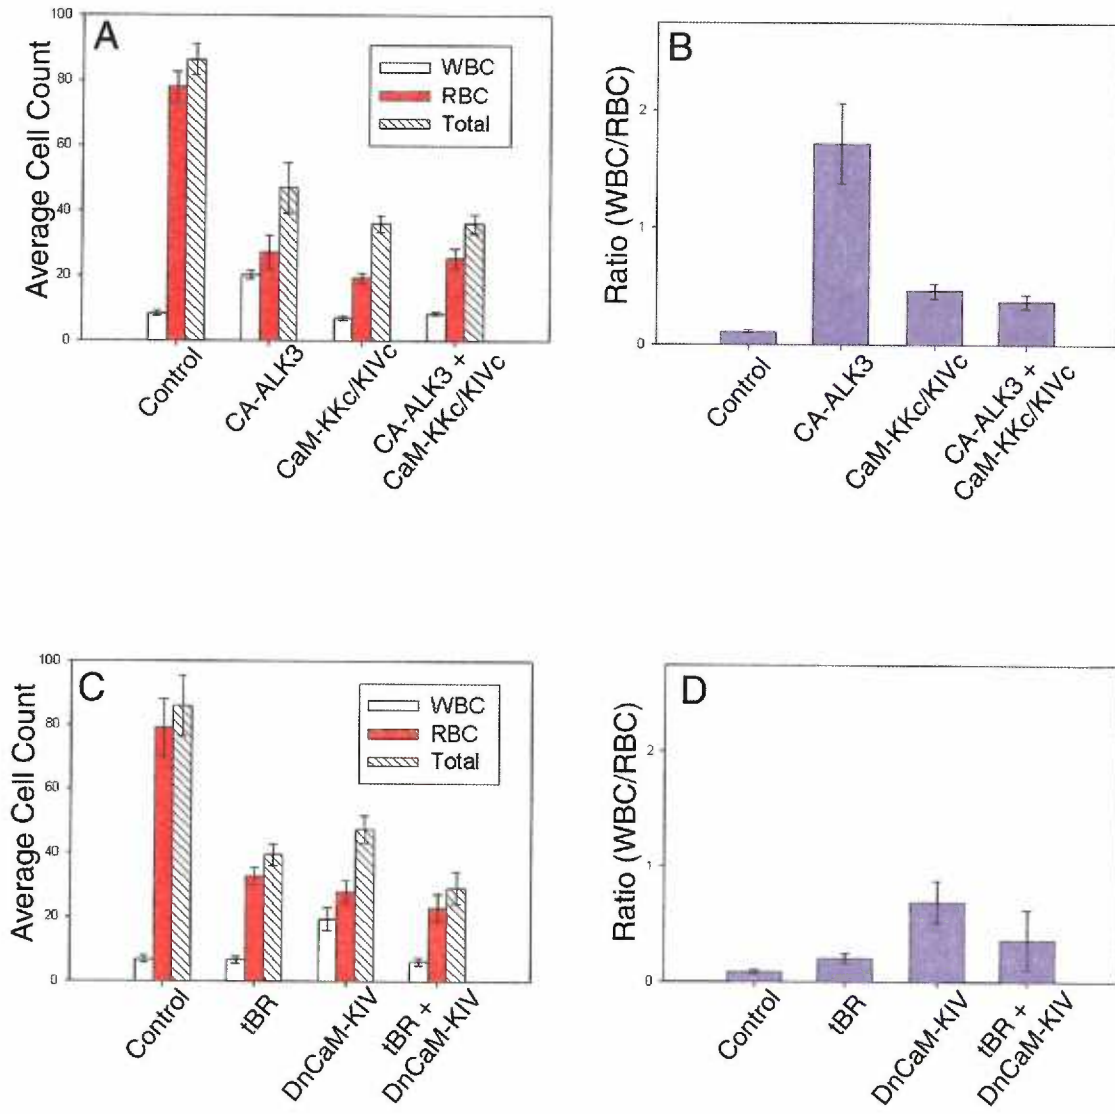 A
Average Cell Count
100
80
60
40
20
0
WBC
RBC
Total
Control
CA-ALK3
CaM-KKc/KIVc
CA-ALK3 +
CaM-KKc/KIVc
B
Ratio (WBC/RBC)
2
1
0
Control
CA-ALK3
CaM-KKc/KIVc
CA-ALK3 +
CaM-KKc/KIVc
C
Average Cell Count
100
80
60
40
20
0
WBC
RBC
Total
Control
tBR
DnCaM-KIV
tBR +
DnCaM-KIV
D
Ratio (WBC/RBC)
2
1
0
Control
tBR
DnCaM-KIV
tBR +
DnCaM-KIV